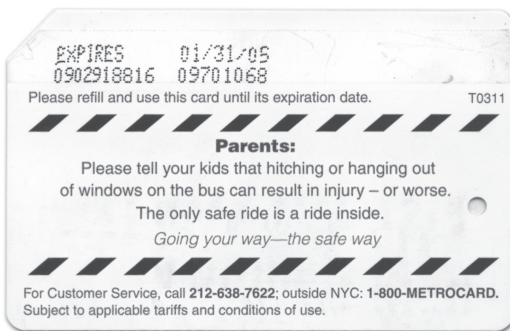 EXPIRES 01/31/05
0902918816 09701068
Please refill and use this card until its expiration date. T0311
Parents:
Please tell your kids that hitching or hanging out
of windows on the bus can result in injury – or worse.
The only safe ride is a ride inside.
Going your way—the safe way
For Customer Service, call 212-638-7622; outside NYC: 1-800-METROCARD.
Subject to applicable tariffs and conditions of use.